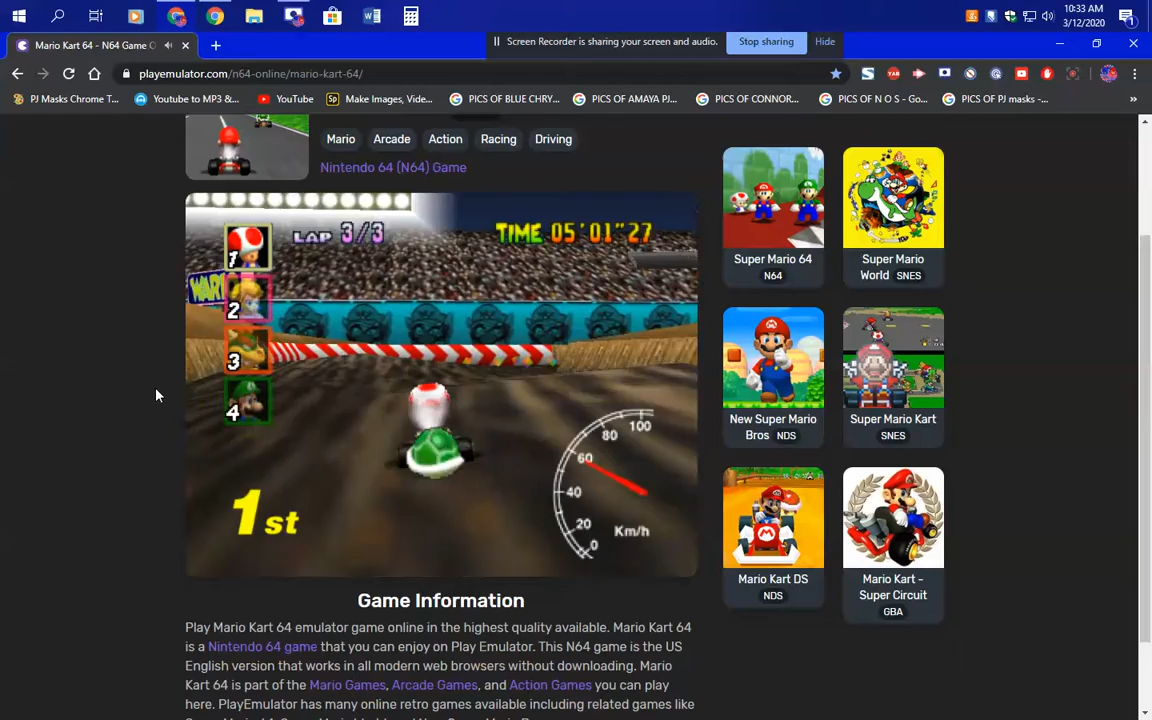 10:33 AM
3/12/2020
Mario Kart 64 - N64 Game O
Screen Recorder is sharing your screen and audio.
Stop sharing
Hide
playemulator.com/n64-online/mario-kart-64/
PJ Masks Chrome T...
Youtube to MP3 &...
YouTube
Make Images, Vide...
PICS OF BLUE CHRY...
PICS OF AMAYA PJ...
PICS OF CONNOR...
PICS OF N O S - Go...
PICS OF PJ masks -...
Mario
Arcade
Action
Racing
Driving
Nintendo 64 (N64) Game
LAP 3/3
TIME 05'01"27
1
2
3
4
WARI
1st
100
80
60
40
20
0
Km/h
Super Mario 64
N64
Super Mario
World SNES
New Super Mario
Bros NDS
Super Mario Kart
SNES
Mario Kart DS
NDS
Mario Kart -
Super Circuit
GBA
Game Information
Play Mario Kart 64 emulator game online in the highest quality available. Mario Kart 64
is a Nintendo 64 game that you can enjoy on Play Emulator. This N64 game is the US
English version that works in all modern web browsers without downloading. Mario
Kart 64 is part of the Mario Games, Arcade Games, and Action Games you can play
here. PlayEmulator has many online retro games available including related games like